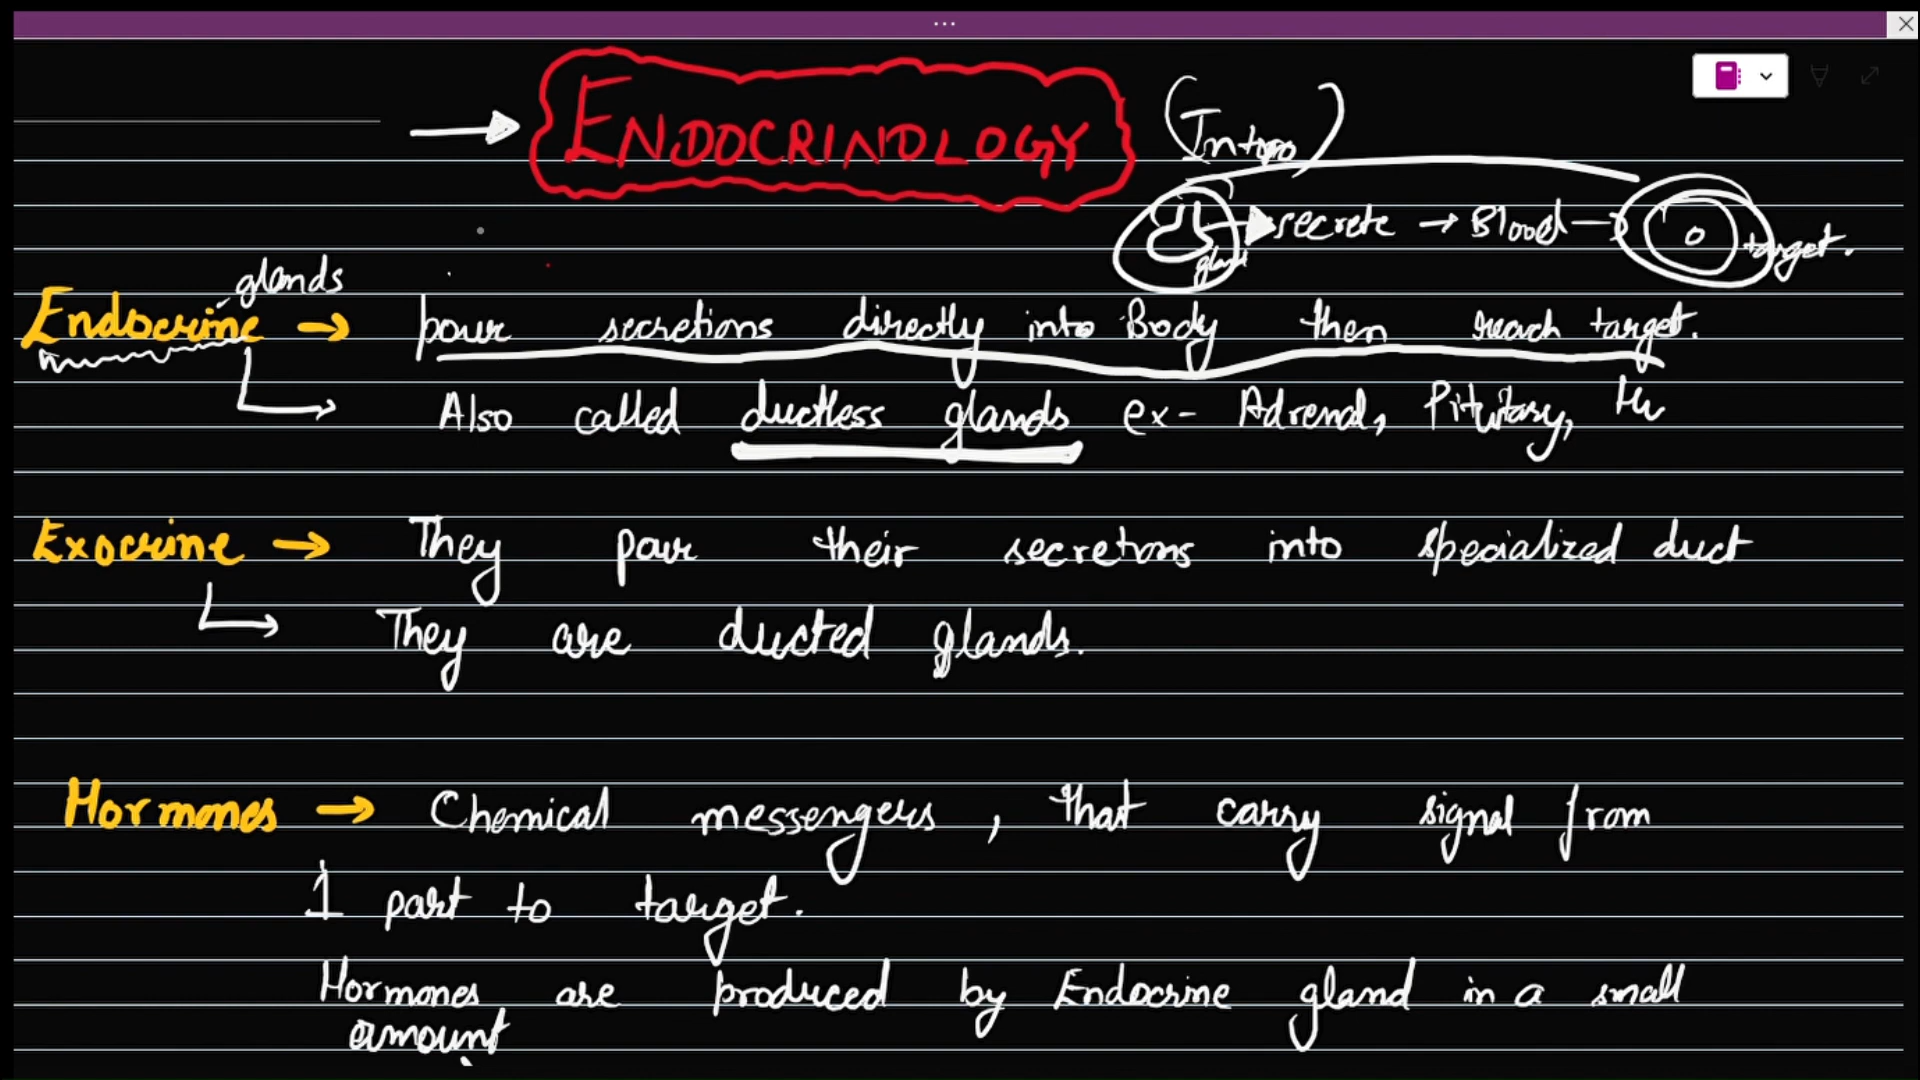 → ENDOCRINOLOGY (Intro)
gland → secrete → Blood → target.
glands
Endocrine → pour secretions directly into Body then reach target.
Also called ductless glands ex- Adrenal, Pituitary,
Exocrine → They pour their secretions into specialized duct
They are ducted glands.
Hormones → Chemical messengers, that carry signal from
1 part to target.
Hormones are produced by Endocrine gland in a small
amount